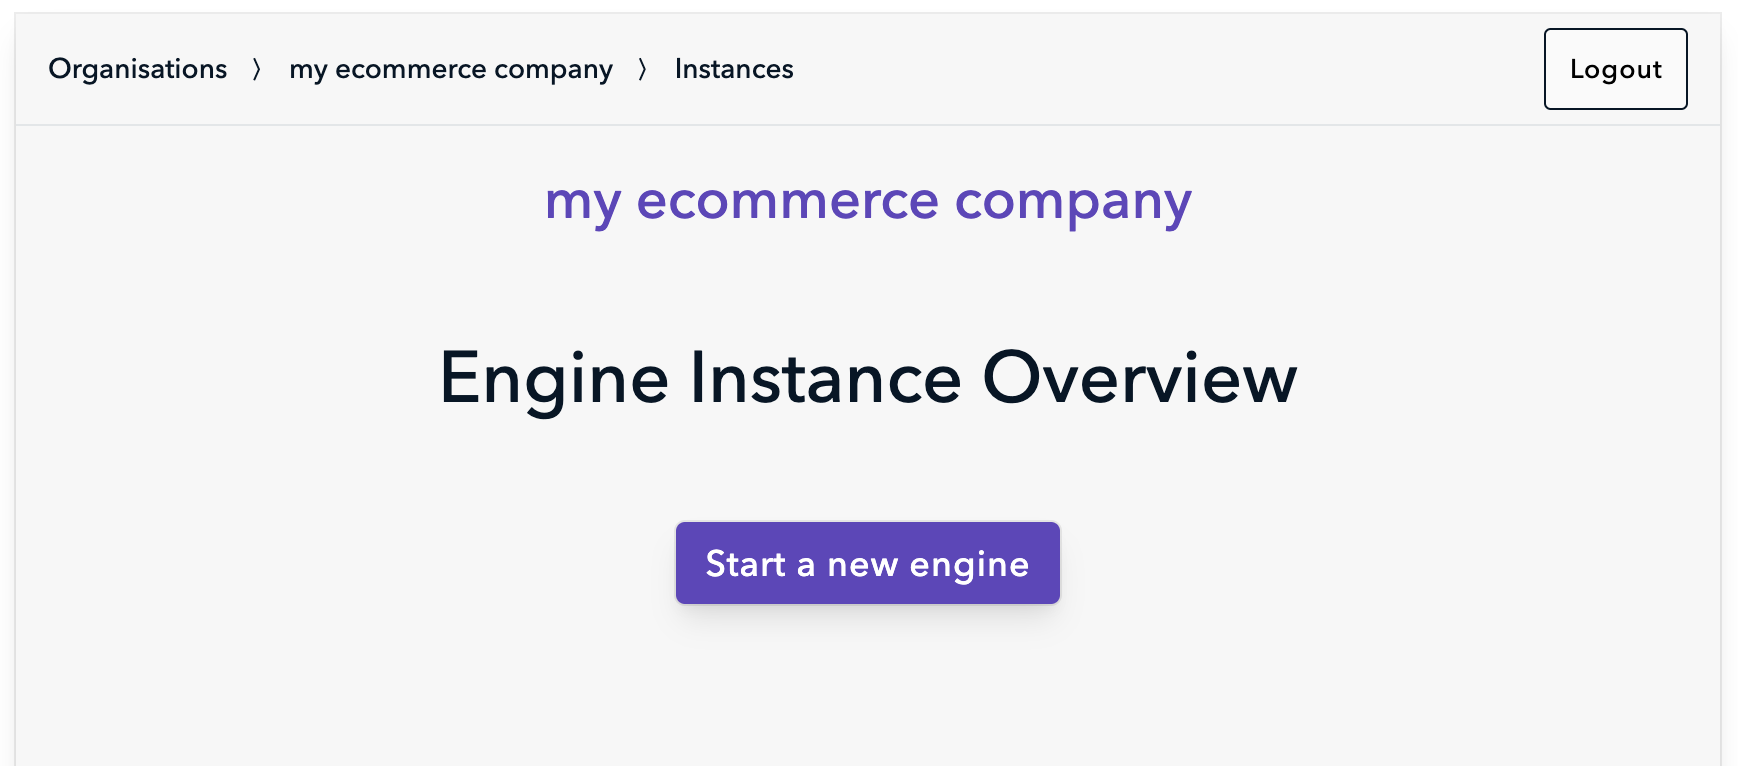 Organisations 〉 my ecommerce company 〉 Instances
Logout
my ecommerce company
Engine Instance Overview
Start a new engine